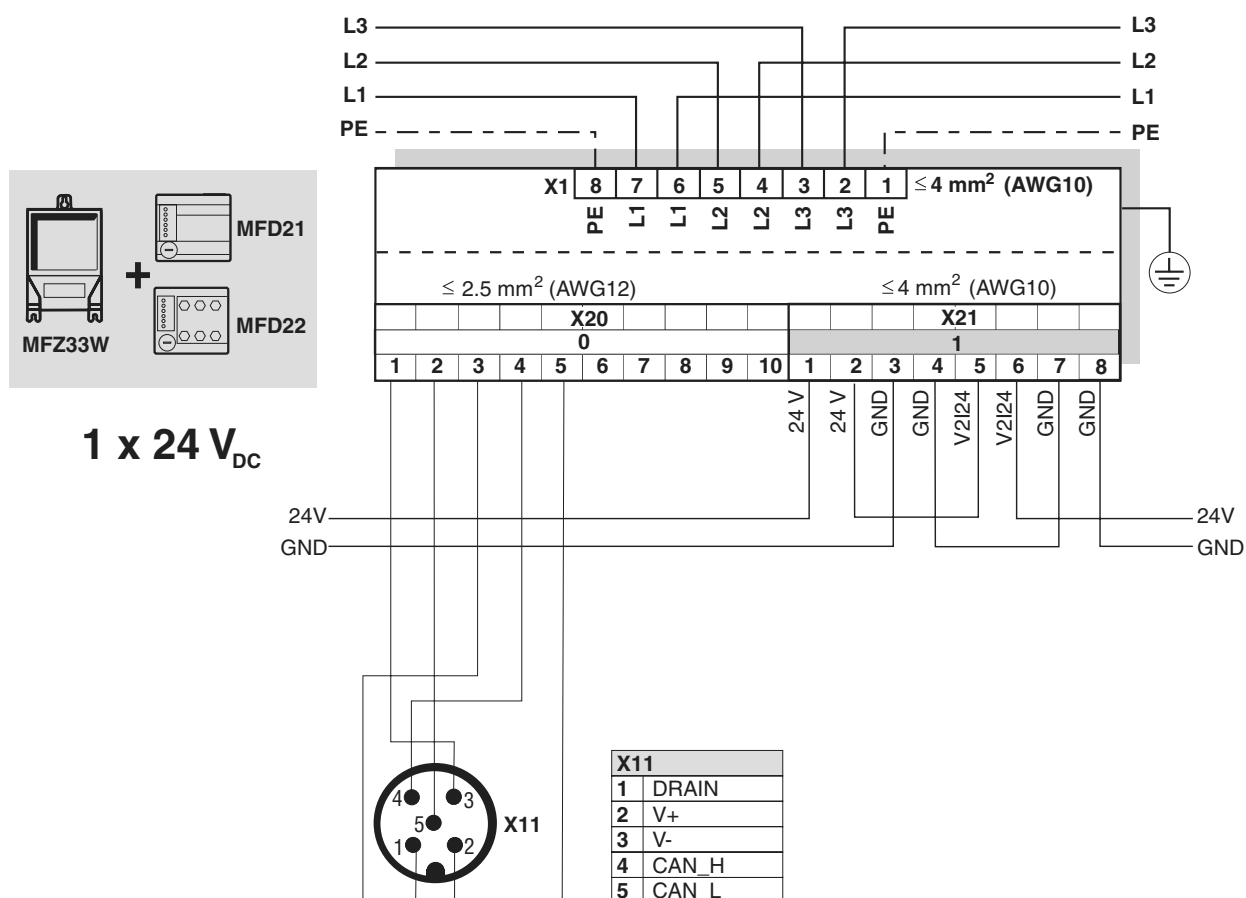 L3 L3
L2 L2
L1 L1
PE PE
X1 8 7 6 5 4 3 2 1 ≤ 4 mm² (AWG10)
PE L1 L1 L2 L2 L3 L3 PE
MFD21
+
MFD22
MFZ33W
≤ 2.5 mm² (AWG12) ≤ 4 mm² (AWG10)
X20 X21
0 1
1 2 3 4 5 6 7 8 9 10 1 2 3 4 5 6 7 8
24 V 24 V GND GND V2I24 V2I24 GND GND
1 x 24 V DC
24V 24V
GND GND
4 3
5
1 2
X11
X11
1 DRAIN
2 V+
3 V-
4 CAN_H
5 CAN_L